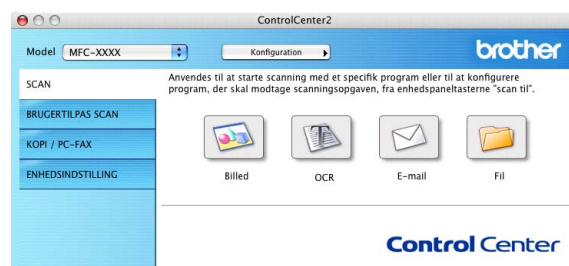 ControlCenter2
Model MFC-XXXX Konfiguration brother
SCAN
Anvendes til at starte scanning med et specifik program eller til at konfigurere
program, der skal modtage scanningsopgaven, fra enhedspaneltasterne "scan til".
BRUGERTILPAS SCAN
KOPI / PC-FAX
ENHEDSINDSTILLING
Billed OCR E-mail Fil
Control Center